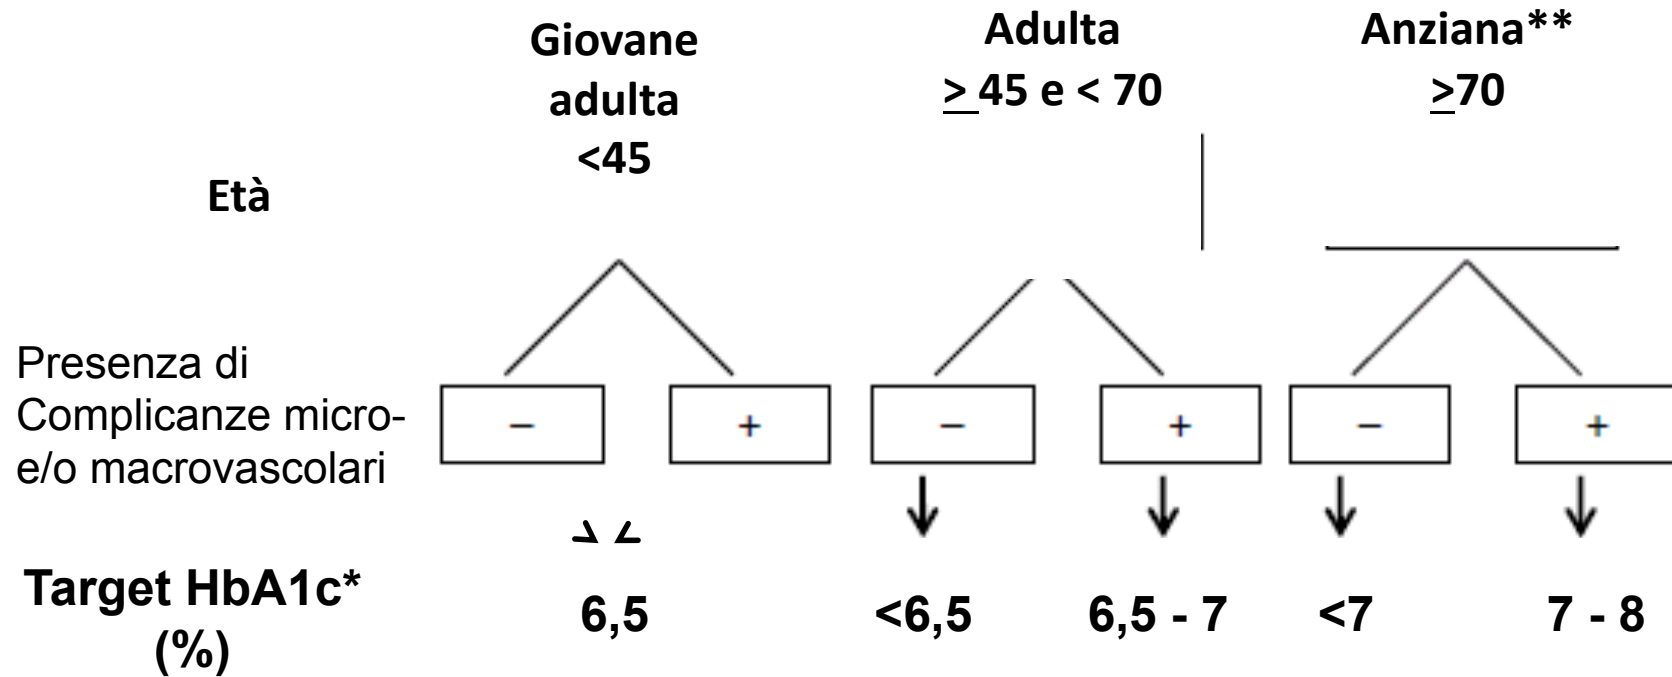 Giovane
adulta
<45
Adulta
≥ 45 e < 70
Anziana**
≥70
Età
Presenza di
Complicanze micro-
e/o macrovascolari
− + − + − +
Target HbA1c*
(%)
6,5 <6,5 6,5 - 7 <7 7 - 8